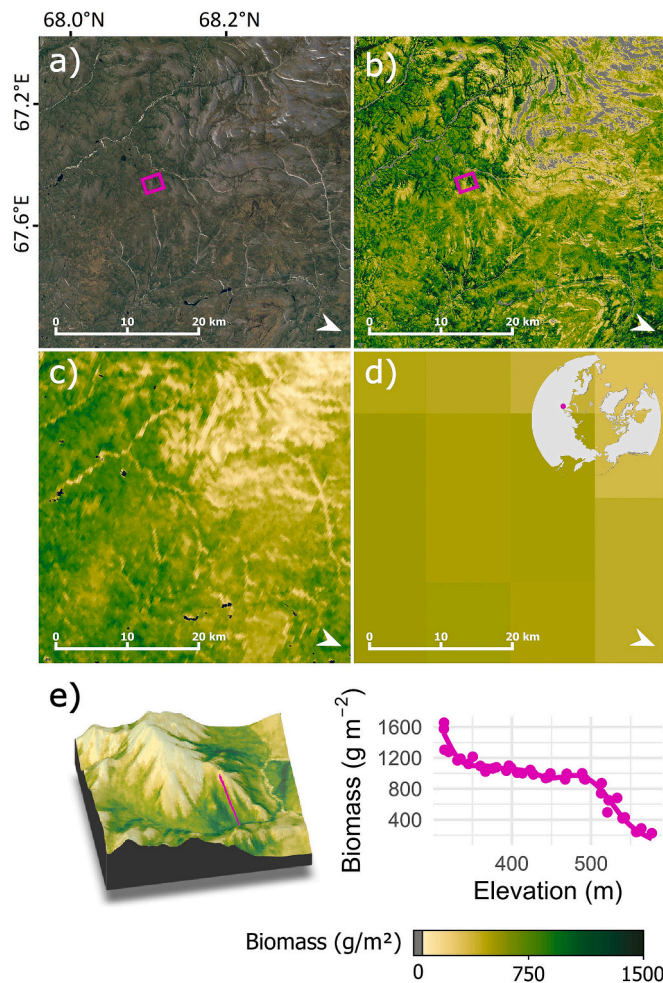 68.0°N 68.2°N
67.2°E
67.6°E
a)
0 10 20 km
b)
0 10 20 km
c)
0 10 20 km
d)
0 10 20 km
e)
Biomass (g m⁻²)
1600
1200
800
400
400 500
Elevation (m)
Biomass (g/m²)
0 750 1500